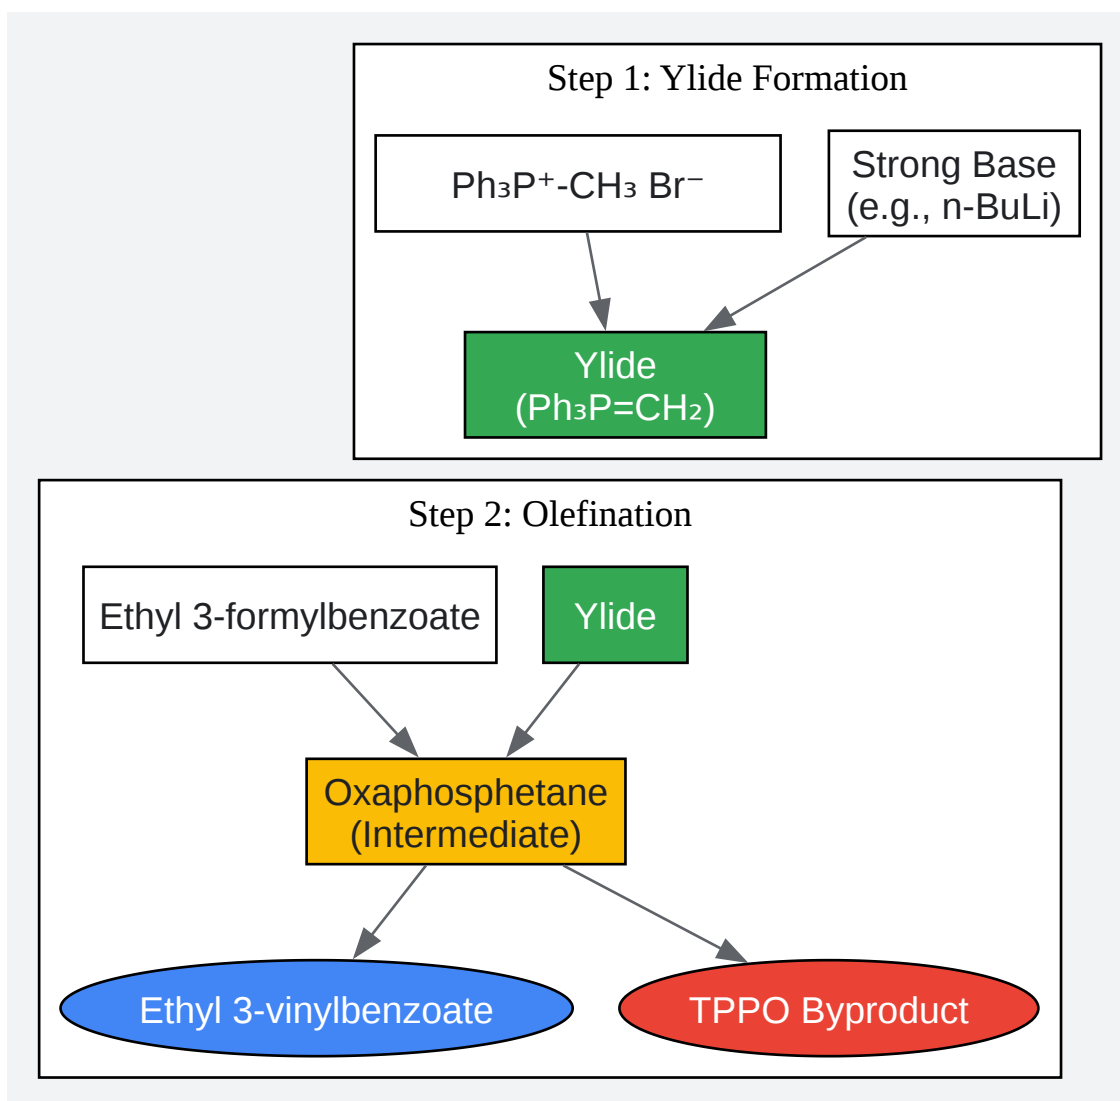 Step 1: Ylide Formation
Ph₃P⁺-CH₃ Br⁻
Strong Base
(e.g., n-BuLi)
Ylide
(Ph₃P=CH₂)
Step 2: Olefination
Ethyl 3-formylbenzoate
Ylide
Oxaphosphetane
(Intermediate)
Ethyl 3-vinylbenzoate
TPPO Byproduct